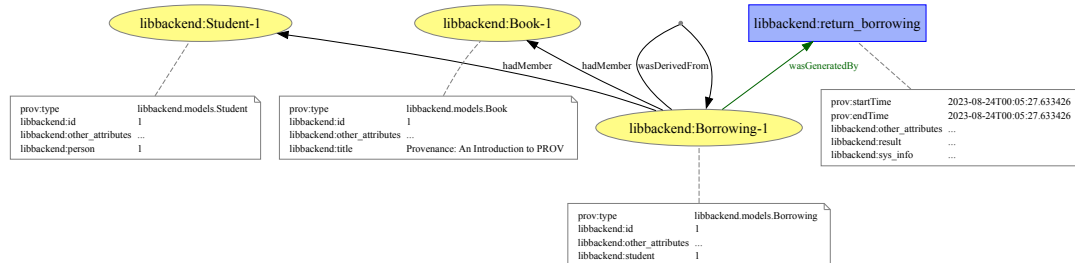 libbackend:Student-1
libbackend:Book-1
libbackend:return_borrowing
hadMember
hadMember
wasDerivedFrom
wasGeneratedBy
prov:type libbackend.models.Student
libbackend:id 1
libbackend:other_attributes ...
libbackend:person 1
prov:type libbackend.models.Book
libbackend:id 1
libbackend:other_attributes ...
libbackend:title Provenance: An Introduction to PROV
libbackend:Borrowing-1
prov:startTime 2023-08-24T00:05:27.633426
prov:endTime 2023-08-24T00:05:27.633426
libbackend:other_attributes ...
libbackend:result ...
libbackend:sys_info ...
prov:type libbackend.models.Borrowing
libbackend:id 1
libbackend:other_attributes ...
libbackend:student 1